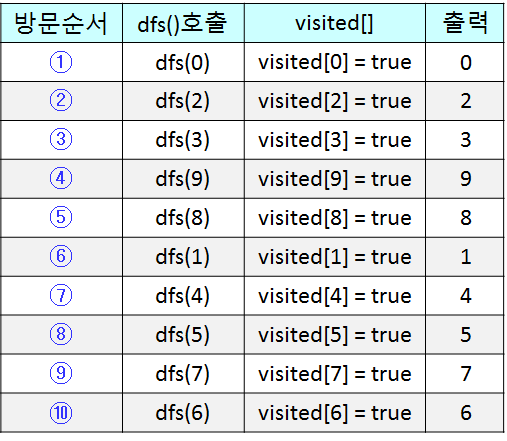 방문순서 dfs()호출 visited[] 출력
① dfs(0) visited[0] = true 0
② dfs(2) visited[2] = true 2
③ dfs(3) visited[3] = true 3
④ dfs(9) visited[9] = true 9
⑤ dfs(8) visited[8] = true 8
⑥ dfs(1) visited[1] = true 1
⑦ dfs(4) visited[4] = true 4
⑧ dfs(5) visited[5] = true 5
⑨ dfs(7) visited[7] = true 7
⑩ dfs(6) visited[6] = true 6